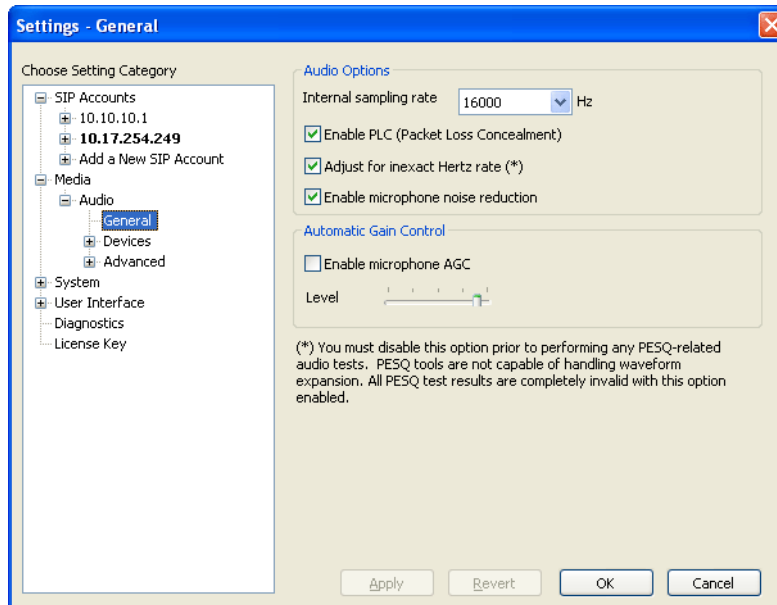 Settings - General
Choose Setting Category
SIP Accounts
10.10.10.1
10.17.254.249
Add a New SIP Account
Media
Audio
General
Devices
Advanced
System
User Interface
Diagnostics
License Key
Audio Options
Internal sampling rate 16000 Hz
Enable PLC (Packet Loss Concealment)
Adjust for inexact Hertz rate (*)
Enable microphone noise reduction
Automatic Gain Control
Enable microphone AGC
Level
(*) You must disable this option prior to performing any PESQ-related
audio tests. PESQ tools are not capable of handling waveform
expansion. All PESQ test results are completely invalid with this option
enabled.
Apply Revert OK Cancel